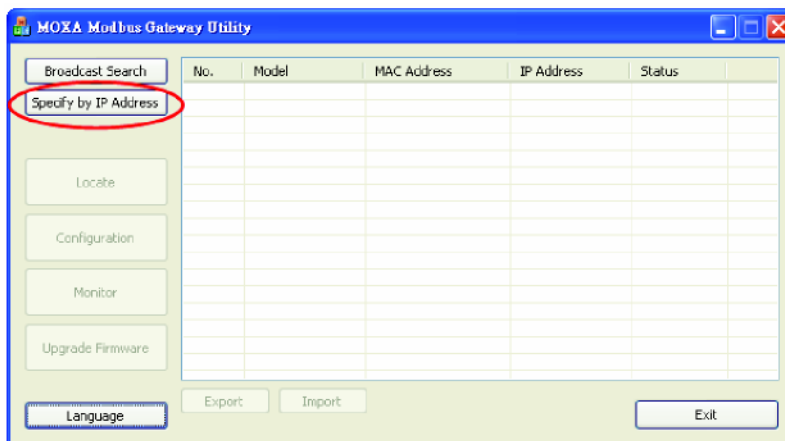 MOXA Modbus Gateway Utility
Broadcast Search
Specify by IP Address
No. Model MAC Address IP Address Status
Locate
Configuration
Monitor
Upgrade Firmware
Export Import
Language
Exit